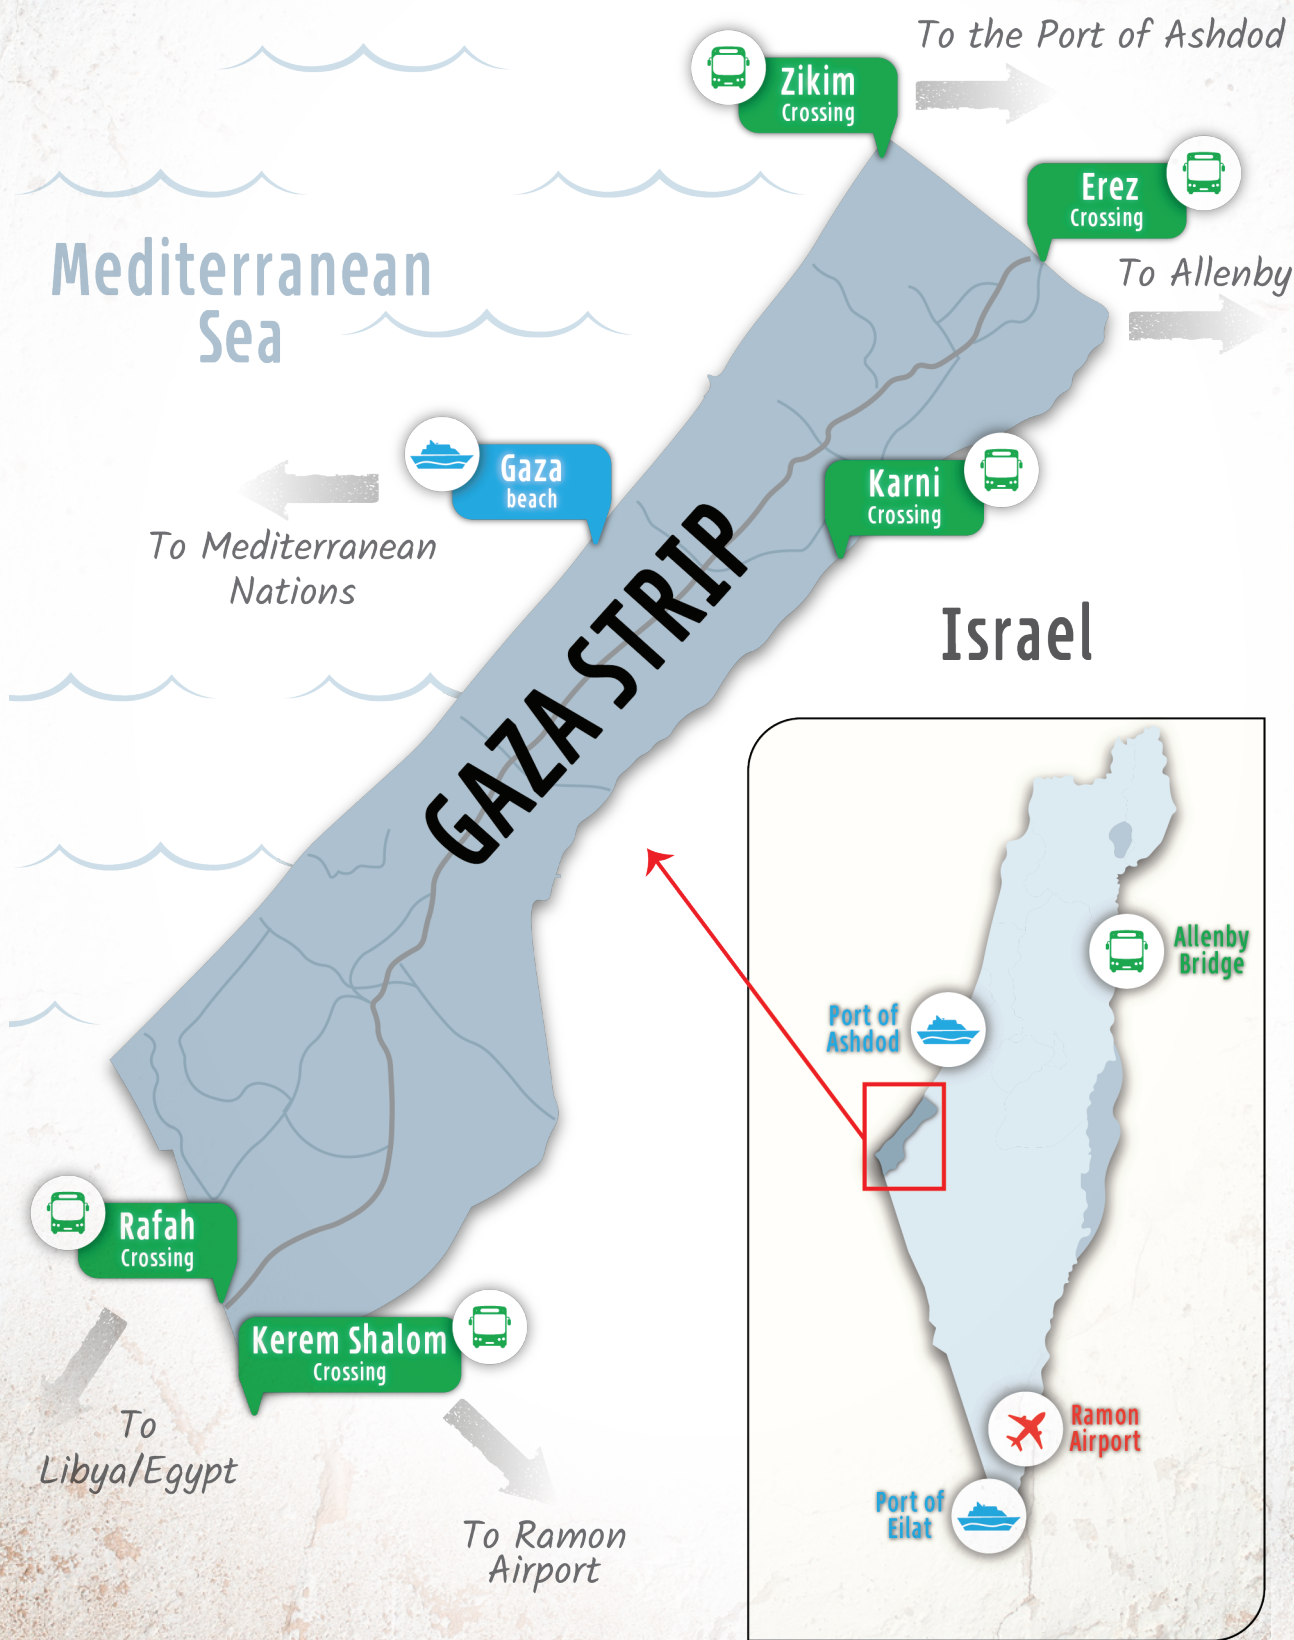 To the Port of Ashdod
Zikim
Crossing
Erez
Crossing
Mediterranean
Sea
To Allenby
Gaza
beach
Karni
Crossing
To Mediterranean
Nations
GAZA STRIP
Israel
Allenby
Bridge
Port of
Ashdod
Rafah
Crossing
Kerem Shalom
Crossing
To
Libya/Egypt
To Ramon
Airport
Ramon
Airport
Port of
Eilat